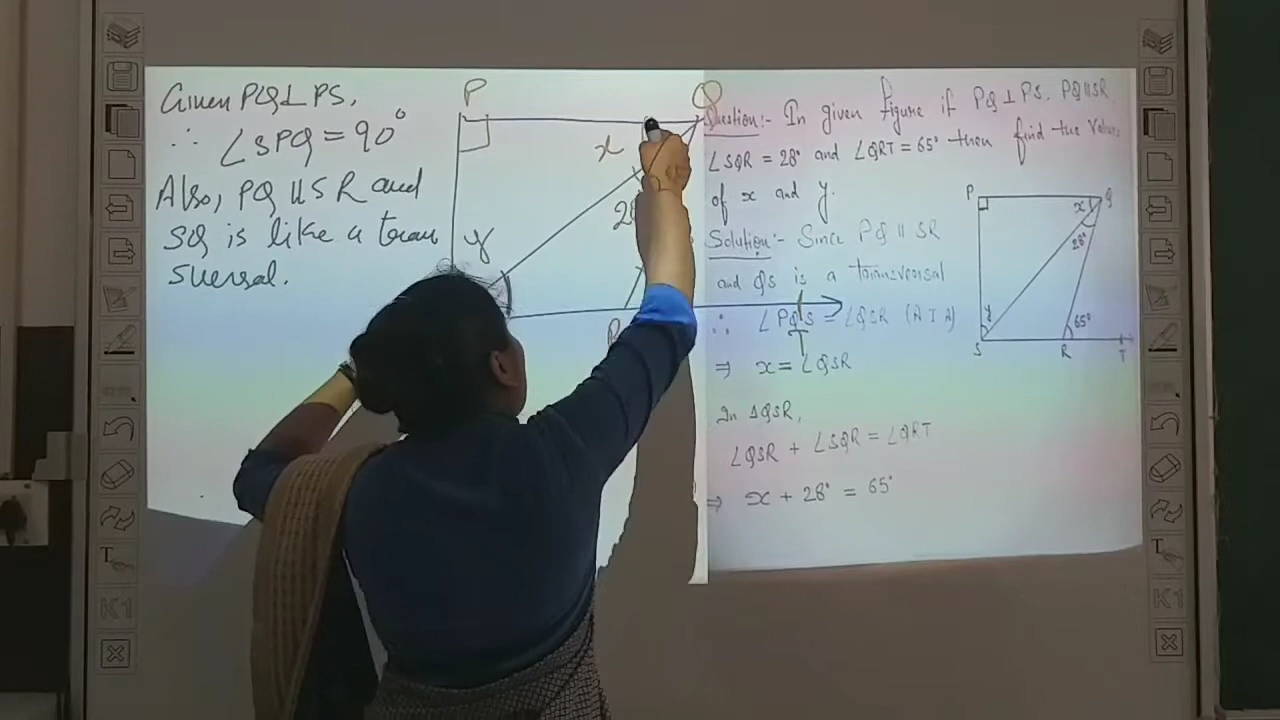 Given PQ⊥PS.
∴ ∠SPQ = 90°
Also, PQ ∥ SR and
SQ is like a tran
sversal.
P
Q
x
y
Question:- In given figure if PQ ⊥ PS, PQ ∥ SR
∠SQR = 28° and ∠QRT = 65° then find the values
of x and y.
Solution:- Since PQ ∥ SR
and QS is a transversal
∴ ∠PQS = ∠QSR (A I A)
⇒ x = ∠QSR
In ΔQSR,
∠QSR + ∠SQR = ∠QRT
⇒ x + 28° = 65°
P
Q
x
28°
y
65°
S
R
T
T
K1
T
K1